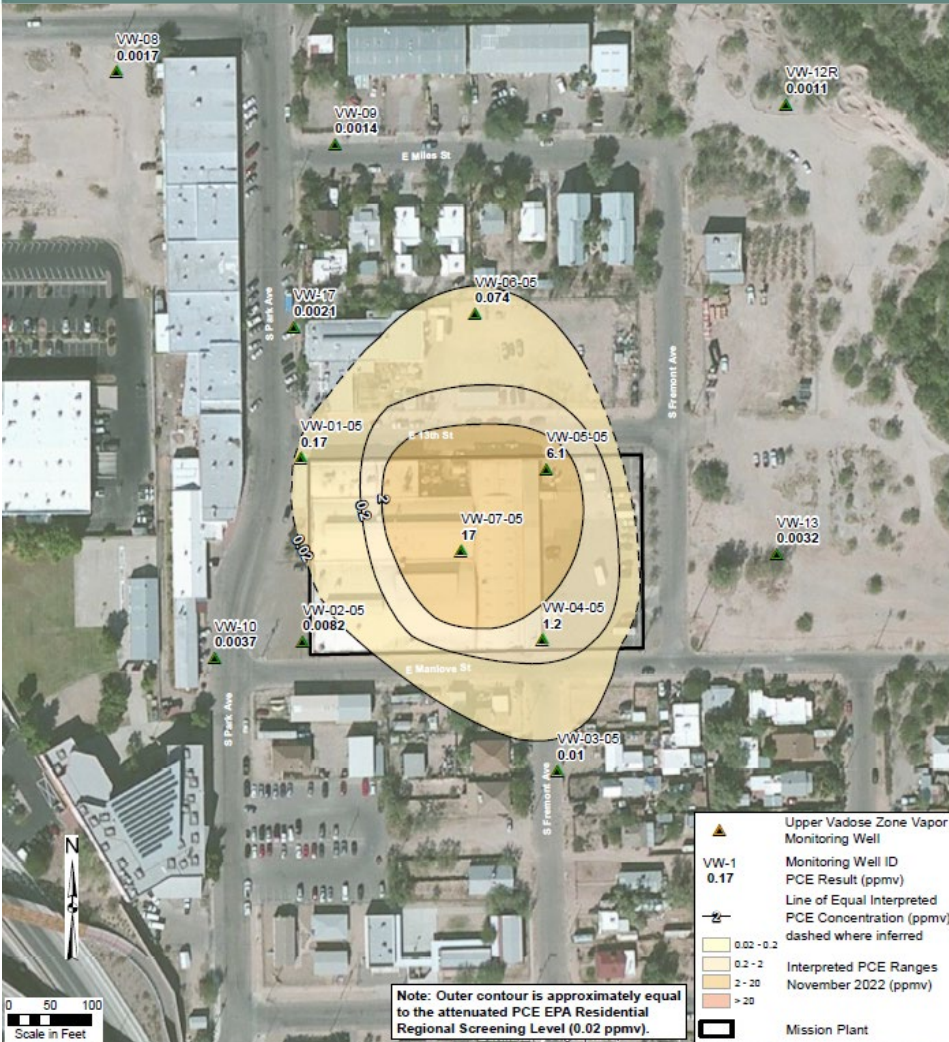 VW-08
0.0017
VW-12R
0.0011
VW-09
0.0014
E Miles St
VW-06-05
0.074
VW-17
0.0021
S Park Ave
S Fremont Ave
VW-01-05
0.17
E 13th St
VW-05-05
6.1
2
0.2
VW-07-05
17
VW-13
0.0032
0.02
VW-02-05
0.0082
VW-04-05
1.2
VW-10
0.0037
E Manlove St
S Park Ave
VW-03-05
0.01
S Fremont Ave
N
0 50 100
Scale in Feet
Note: Outer contour is approximately equal
to the attenuated PCE EPA Residential
Regional Screening Level (0.02 ppmv).
Upper Vadose Zone Vapor
Monitoring Well
VW-1 Monitoring Well ID
0.17 PCE Result (ppmv)
Line of Equal Interpreted
2 PCE Concentration (ppmv)
dashed where inferred
0.02 - 0.2
0.2 - 2 Interpreted PCE Ranges
2 - 20 November 2022 (ppmv)
> 20
Mission Plant